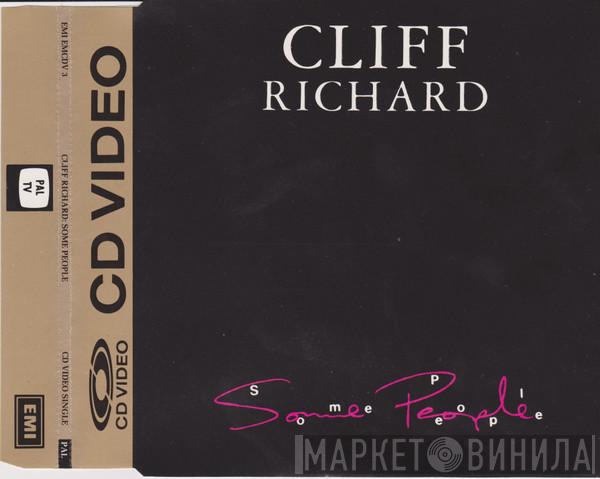 CLIFF
RICHARD
Some People
Some People
EMI EMCDV 3
CLIFF RICHARD: SOME PEOPLE
CD VIDEO SINGLE
PAL
PAL
TV
EMI
CD VIDEO
CD VIDEO
МАРКЕТ ВИНИЛА